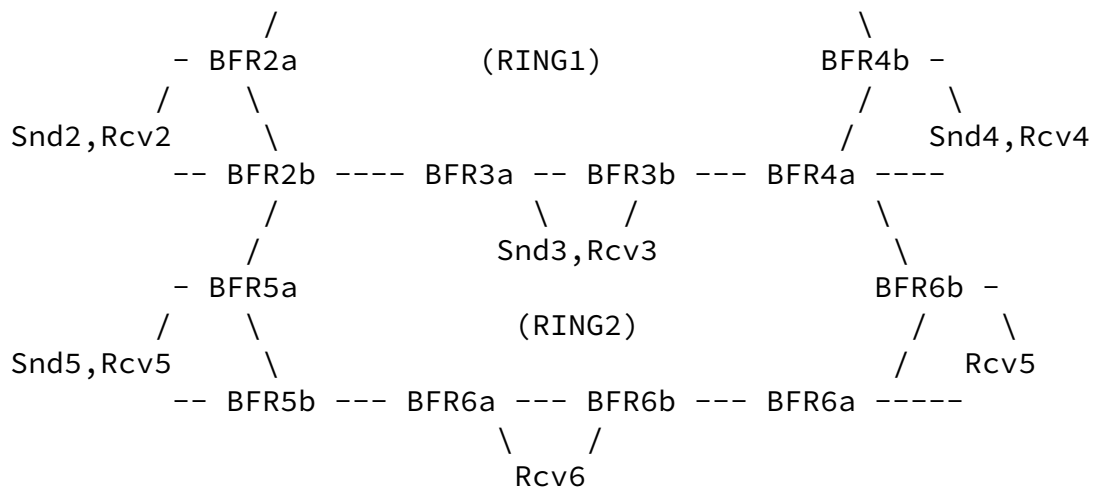 /                                \
- BFR2a          (RING1)            BFR4b -
/    \                               /    \
Snd2,Rcv2     \                             /   Snd4,Rcv4
-- BFR2b ---- BFR3a -- BFR3b --- BFR4a ----
/              \    /             \
/            Snd3,Rcv3              \
- BFR5a                                BFR6b -
/    \              (RING2)               /    \
Snd5,Rcv5     \                                /   Rcv5
-- BFR5b --- BFR6a --- BFR6b --- BFR6a -----
\    /
Rcv6